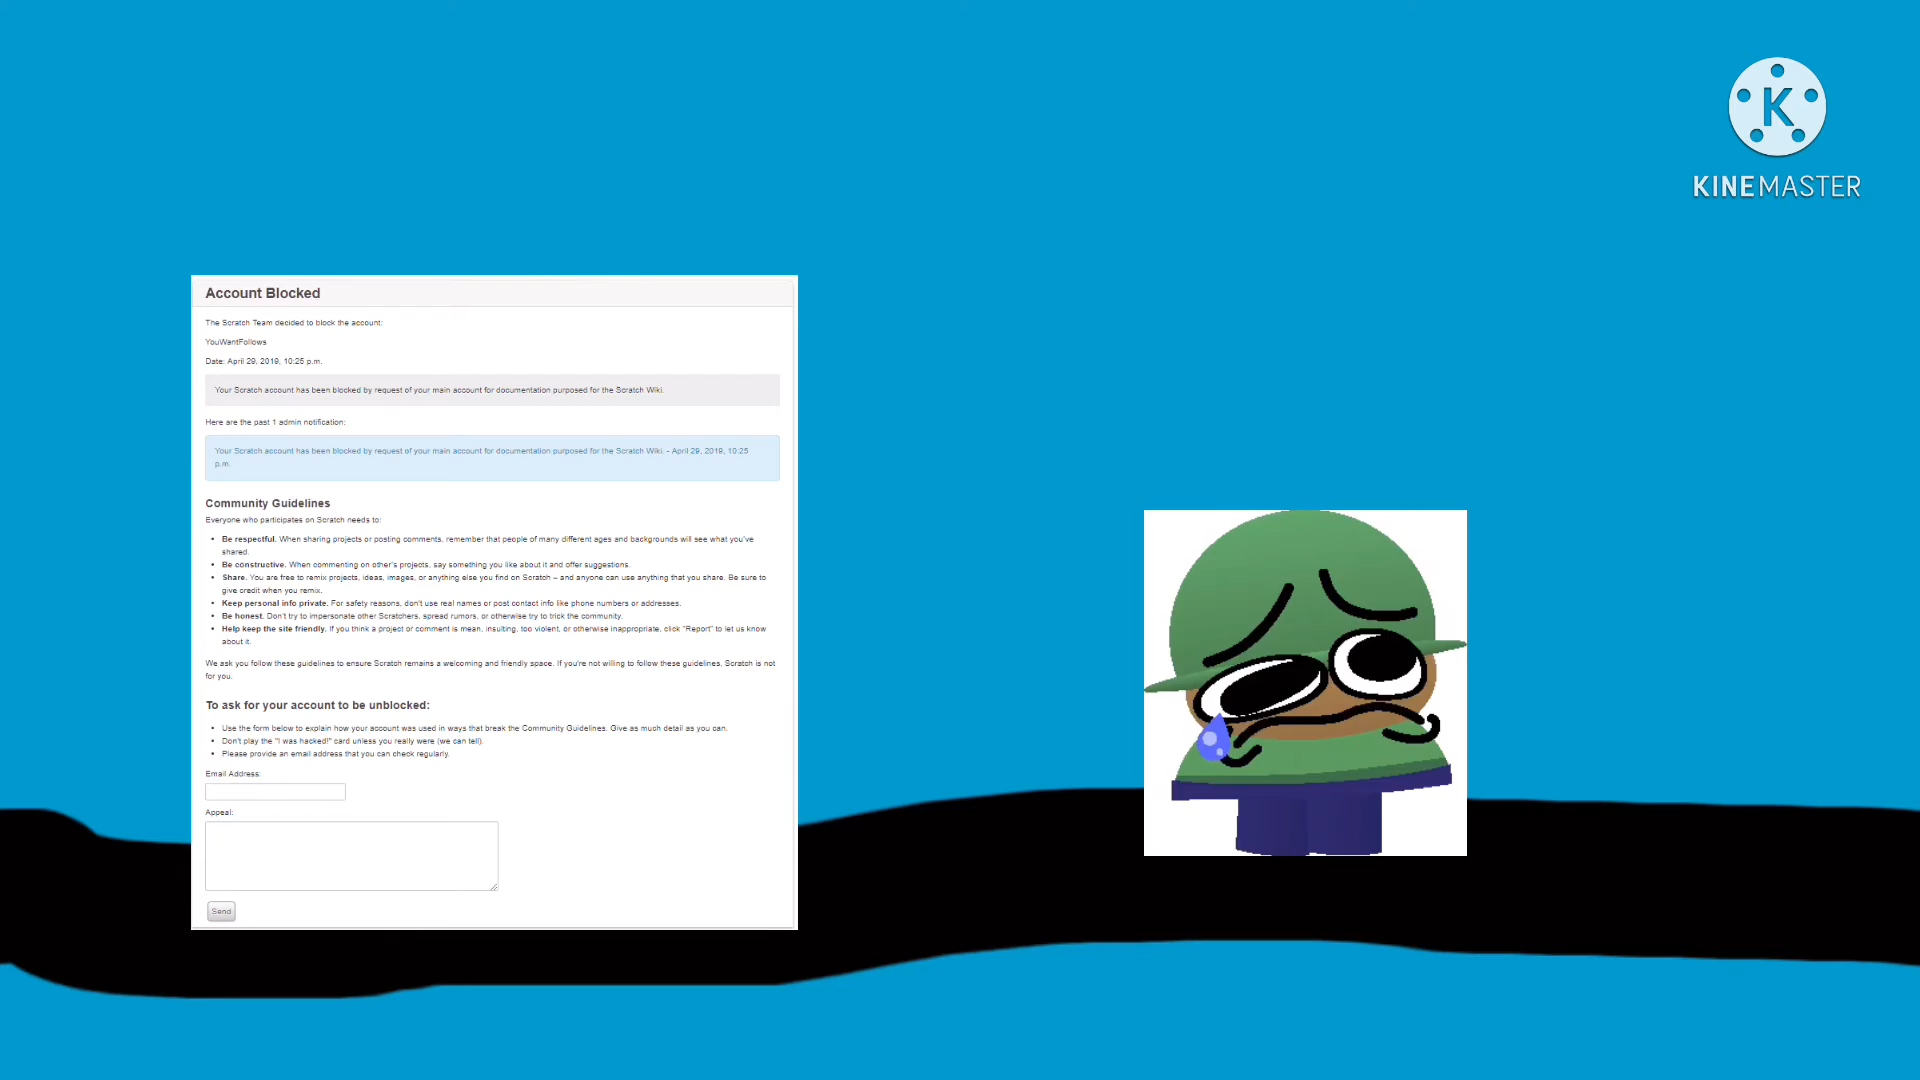 K
KINEMASTER
Account Blocked
The Scratch Team decided to block the account:
YouWantFollows
Date: April 29, 2019, 10:25 p.m.
Your Scratch account has been blocked by request of your main account for documentation purposed for the Scratch Wiki.
Here are the past 1 admin notification:
Your Scratch account has been blocked by request of your main account for documentation purposed for the Scratch Wiki. - April 29, 2019, 10:25
p.m.
Community Guidelines
Everyone who participates on Scratch needs to:
• Be respectful. When sharing projects or posting comments, remember that people of many different ages and backgrounds will see what you've
shared.
• Be constructive. When commenting on other's projects, say something you like about it and offer suggestions.
• Share. You are free to remix projects, ideas, images, or anything else you find on Scratch – and anyone can use anything that you share. Be sure to
give credit when you remix.
• Keep personal info private. For safety reasons, don't use real names or post contact info like phone numbers or addresses.
• Be honest. Don't try to impersonate other Scratchers, spread rumors, or otherwise try to trick the community.
• Help keep the site friendly. If you think a project or comment is mean, insulting, too violent, or otherwise inappropriate, click "Report" to let us know
about it.
We ask you follow these guidelines to ensure Scratch remains a welcoming and friendly space. If you're not willing to follow these guidelines, Scratch is not
for you.
To ask for your account to be unblocked:
• Use the form below to explain how your account was used in ways that break the Community Guidelines. Give as much detail as you can.
• Don't play the "I was hacked!" card unless you really were (we can tell).
• Please provide an email address that you can check regularly.
Email Address:
Appeal:
Send